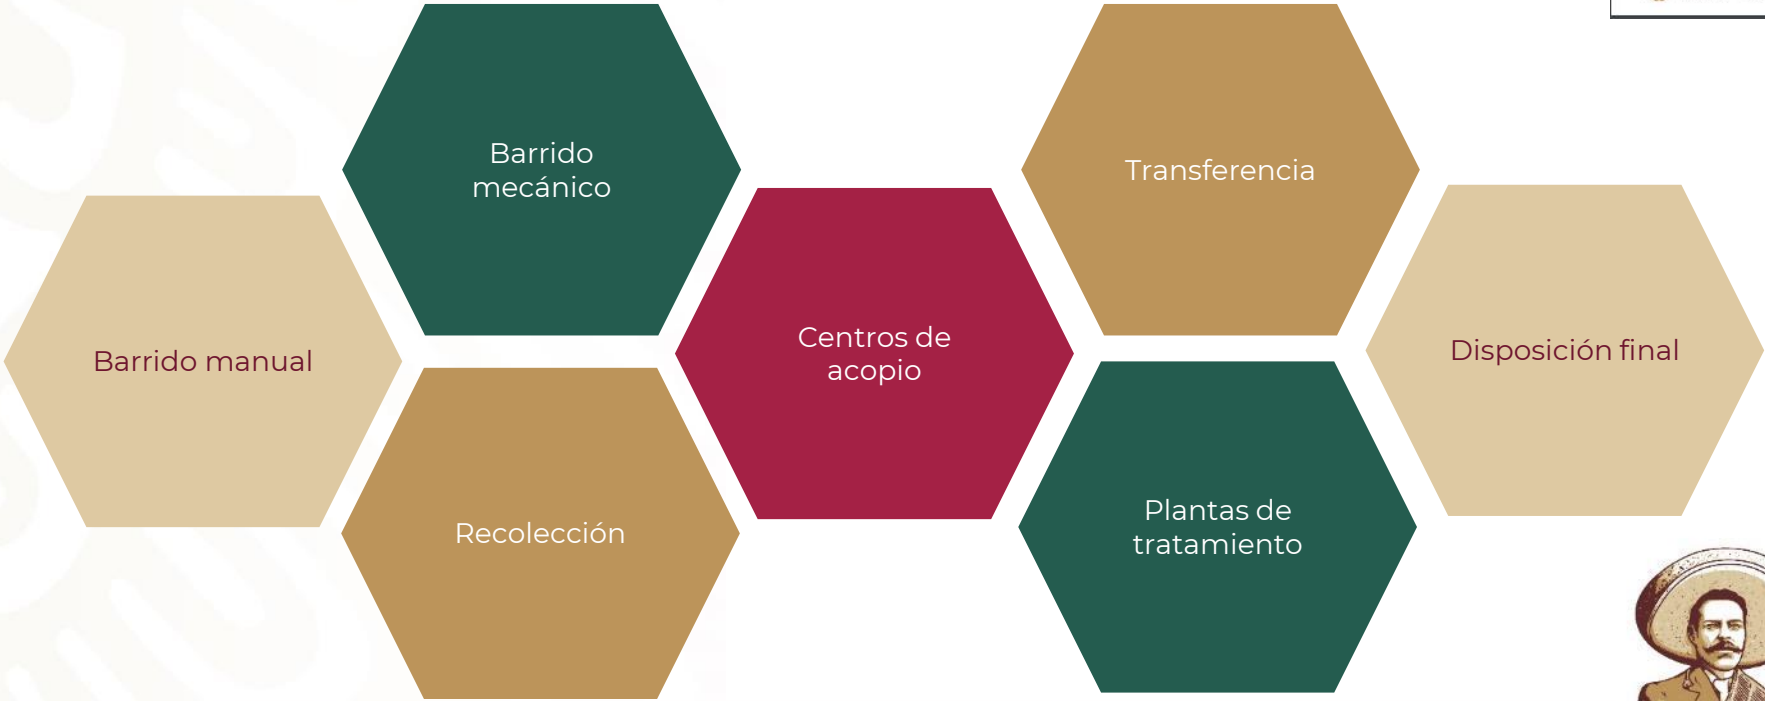 Barrido manual
Barrido
mecánico
Recolección
Centros de
acopio
Transferencia
Plantas de
tratamiento
Disposición final